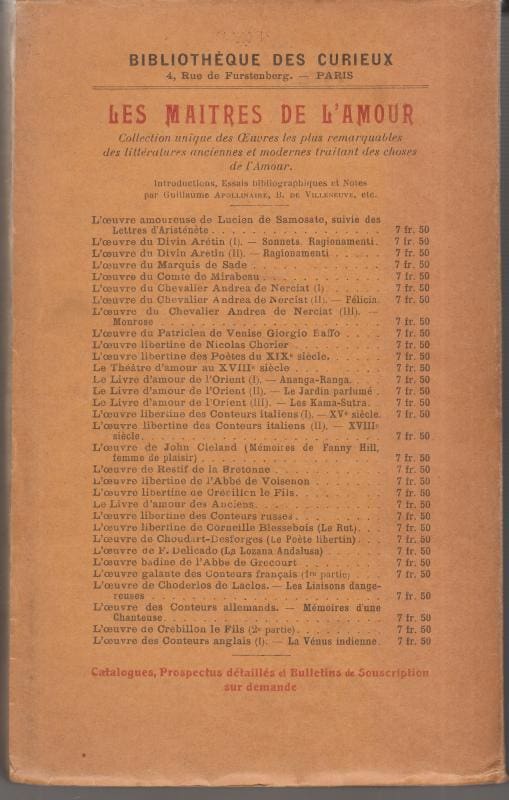 BIBLIOTHÈQUE DES CURIEUX
4, Rue de Furstenberg. — PARIS
LES MAITRES DE L'AMOUR
Collection unique des Œuvres les plus remarquables
des littératures anciennes et modernes traitant des choses
de l'Amour.
Introductions, Essais bibliographiques et Notes
par Guillaume APOLLINAIRE, B. DE VILLENEUVE, etc.
L'œuvre amoureuse de Lucien de Samosate, suivie des
Lettres d'Aristénète . . . . . . . . . . . . . . . . 7 fr. 50
L'œuvre du Divin Arétin (I). — Sonnets. Ragionamenti. 7 fr. 50
L'œuvre du Divin Aretin (II). — Ragionamenti . . . . . 7 fr. 50
L'œuvre du Marquis de Sade . . . . . . . . . . . . 7 fr. 50
L'œuvre du Comte de Mirabeau . . . . . . . . . . . 7 fr. 50
L'œuvre du Chevalier Andrea de Nerciat (I) . . . . . 7 fr. 50
L'œuvre du Chevalier Andrea de Nerciat (II). — Félicia. 7 fr. 50
L'œuvre du Chevalier Andrea de Nerciat (III). —
Monrose . . . . . . . . . . . . . . . . . . . . 7 fr. 50
L'œuvre du Patricien de Venise Giorgio Baffo . . . . 7 fr. 50
L'œuvre libertine de Nicolas Chorier . . . . . . . . 7 fr. 50
L'œuvre libertine des Poètes du XIXᵉ siècle. . . . . . 7 fr. 50
Le Théâtre d'amour au XVIIIᵉ siècle . . . . . . . . 7 fr. 50
Le Livre d'amour de l'Orient (I). — Ananga-Ranga. . . 7 fr. 50
Le Livre d'amour de l'Orient (II). — Le Jardin parfumé . 7 fr. 50
Le Livre d'amour de l'Orient (III). — Les Kama-Sutra. . 7 fr. 50
L'œuvre libertine des Conteurs italiens (I). — XVᵉ siècle. 7 fr. 50
L'œuvre libertine des Conteurs italiens (II). — XVIIIᵉ
siècle. . . . . . . . . . . . . . . . . . . . . . 7 fr. 50
L'œuvre de John Cleland (Mémoires de Fanny Hill,
femme de plaisir) . . . . . . . . . . . . . . . . 7 fr. 50
L'œuvre de Restif de la Bretonne . . . . . . . . . . 7 fr. 50
L'œuvre libertine de l'Abbé de Voisenon . . . . . . . 7 fr. 50
L'œuvre libertine de Crébillon le Fils. . . . . . . . . 7 fr. 50
Le Livre d'amour des Anciens. . . . . . . . . . . . 7 fr. 50
L'œuvre libertine des Conteurs russes. . . . . . . . . 7 fr. 50
L'œuvre libertine de Corneille Blessebois (Le Rut). . . 7 fr. 50
L'œuvre de Choudart-Desforges (Le Poète libertin) . . . 7 fr. 50
L'œuvre de F. Delicado (La Lozana Andalusa) . . . . 7 fr. 50
L'œuvre badine de l'Abbé de Grécourt . . . . . . . . 7 fr. 50
L'œuvre galante des Conteurs français (1ʳᵉ partie) . . 7 fr. 50
L'œuvre de Choderlos de Laclos. — Les Liaisons dange-
reuses . . . . . . . . . . . . . . . . . . . . . 7 fr. 50
L'œuvre des Conteurs allemands. — Mémoires d'une
Chanteuse . . . . . . . . . . . . . . . . . . . 7 fr. 50
L'œuvre de Crébillon le Fils (2ᵉ partie). . . . . . . . 7 fr. 50
L'œuvre des Conteurs anglais (I). — La Vénus indienne. 7 fr. 50
Catalogues, Prospectus détaillés et Bulletins de Souscription
sur demande